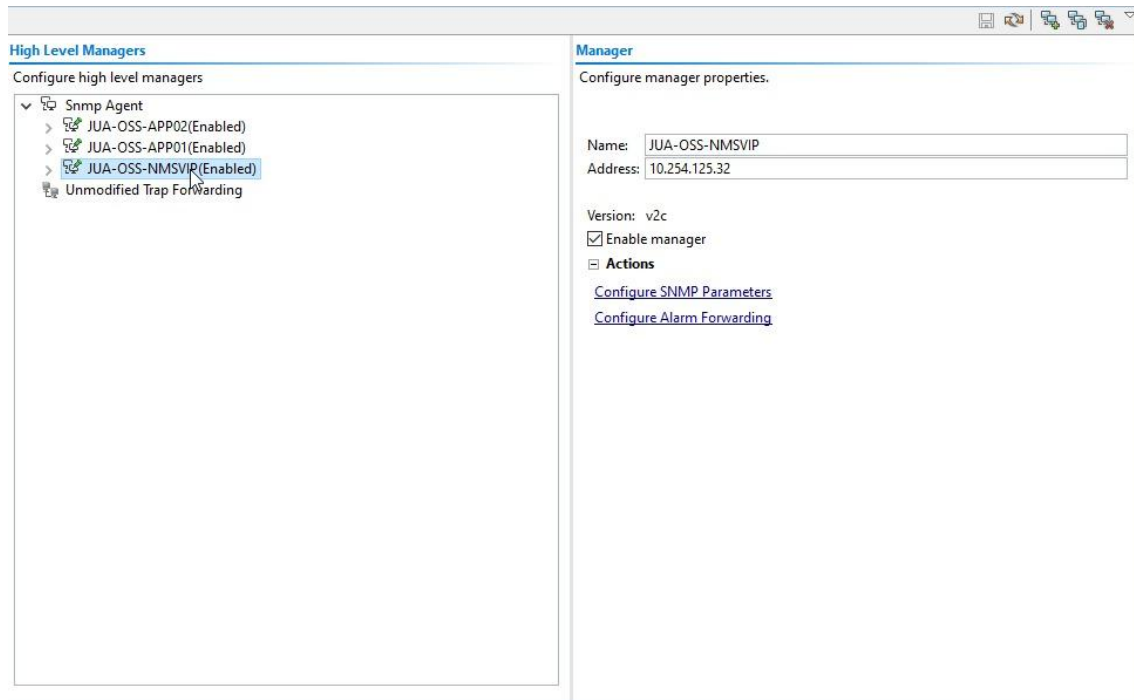 High Level Managers
Configure high level managers
Snmp Agent
JUA-OSS-APP02(Enabled)
JUA-OSS-APP01(Enabled)
JUA-OSS-NMSVIP(Enabled)
Unmodified Trap Forwarding
Manager
Configure manager properties.
Name: JUA-OSS-NMSVIP
Address: 10.254.125.32
Version: v2c
Enable manager
Actions
Configure SNMP Parameters
Configure Alarm Forwarding